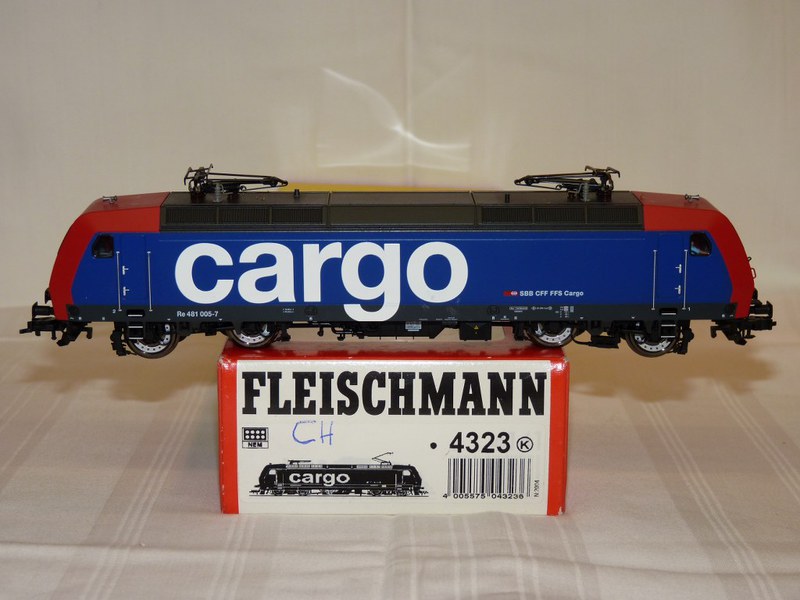 cargo
SBB CFF FFS Cargo
Re 481 005-7
FLEISCHMANN
CH
NEM
• 4323 K
cargo
4 005575 043236